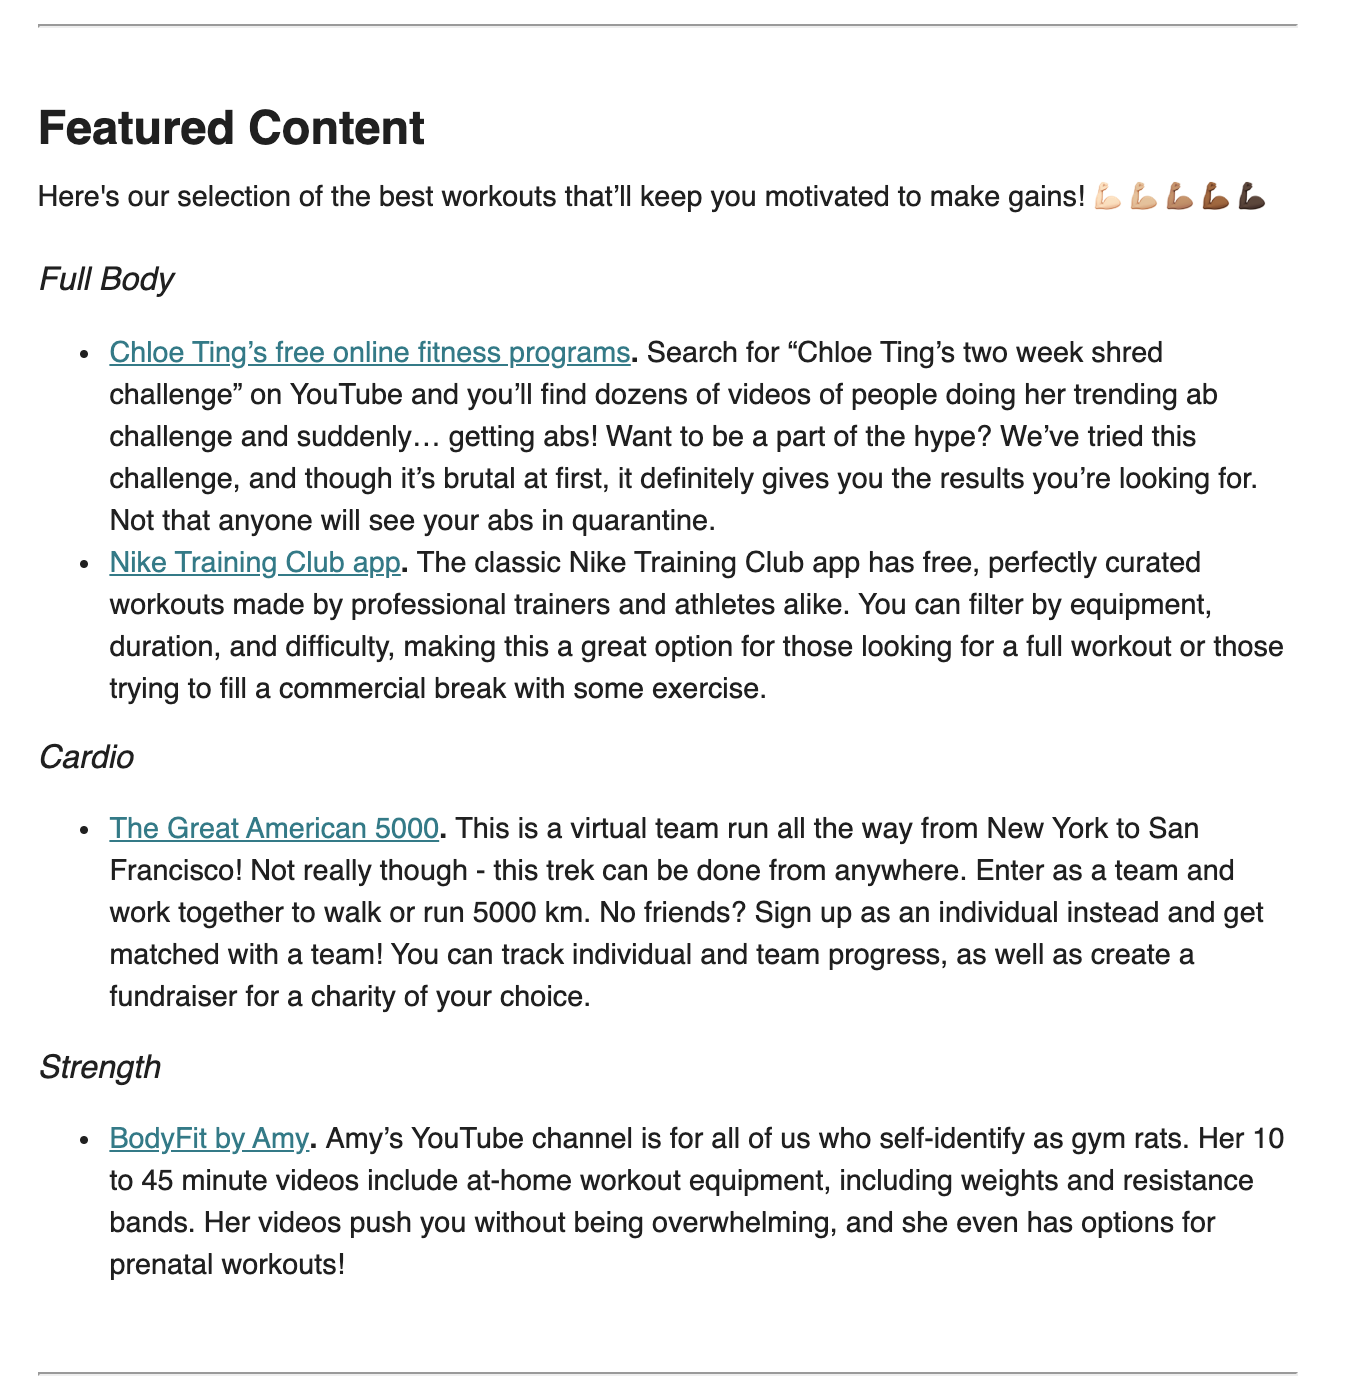 Featured Content
Here's our selection of the best workouts that’ll keep you motivated to make gains! 💪🏻💪🏼💪🏽💪🏾💪🏿
Full Body
• Chloe Ting’s free online fitness programs. Search for “Chloe Ting’s two week shred
challenge” on YouTube and you’ll find dozens of videos of people doing her trending ab
challenge and suddenly… getting abs! Want to be a part of the hype? We’ve tried this
challenge, and though it’s brutal at first, it definitely gives you the results you’re looking for.
Not that anyone will see your abs in quarantine.
• Nike Training Club app. The classic Nike Training Club app has free, perfectly curated
workouts made by professional trainers and athletes alike. You can filter by equipment,
duration, and difficulty, making this a great option for those looking for a full workout or those
trying to fill a commercial break with some exercise.
Cardio
• The Great American 5000. This is a virtual team run all the way from New York to San
Francisco! Not really though - this trek can be done from anywhere. Enter as a team and
work together to walk or run 5000 km. No friends? Sign up as an individual instead and get
matched with a team! You can track individual and team progress, as well as create a
fundraiser for a charity of your choice.
Strength
• BodyFit by Amy. Amy’s YouTube channel is for all of us who self-identify as gym rats. Her 10
to 45 minute videos include at-home workout equipment, including weights and resistance
bands. Her videos push you without being overwhelming, and she even has options for
prenatal workouts!